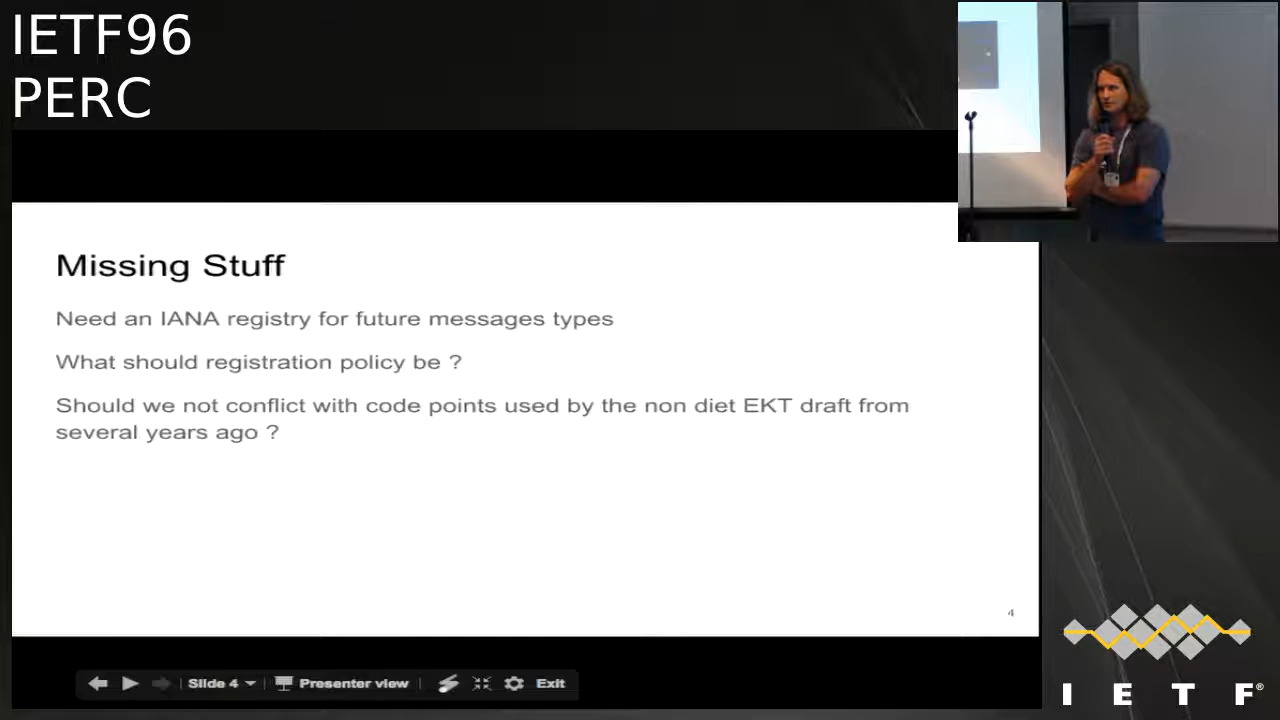 IETF96
PERC
Missing Stuff
Need an IANA registry for future messages types
What should registration policy be ?
Should we not conflict with code points used by the non diet EKT draft from
several years ago ?
4
Slide 4
Presenter view
Exit
I E T F®